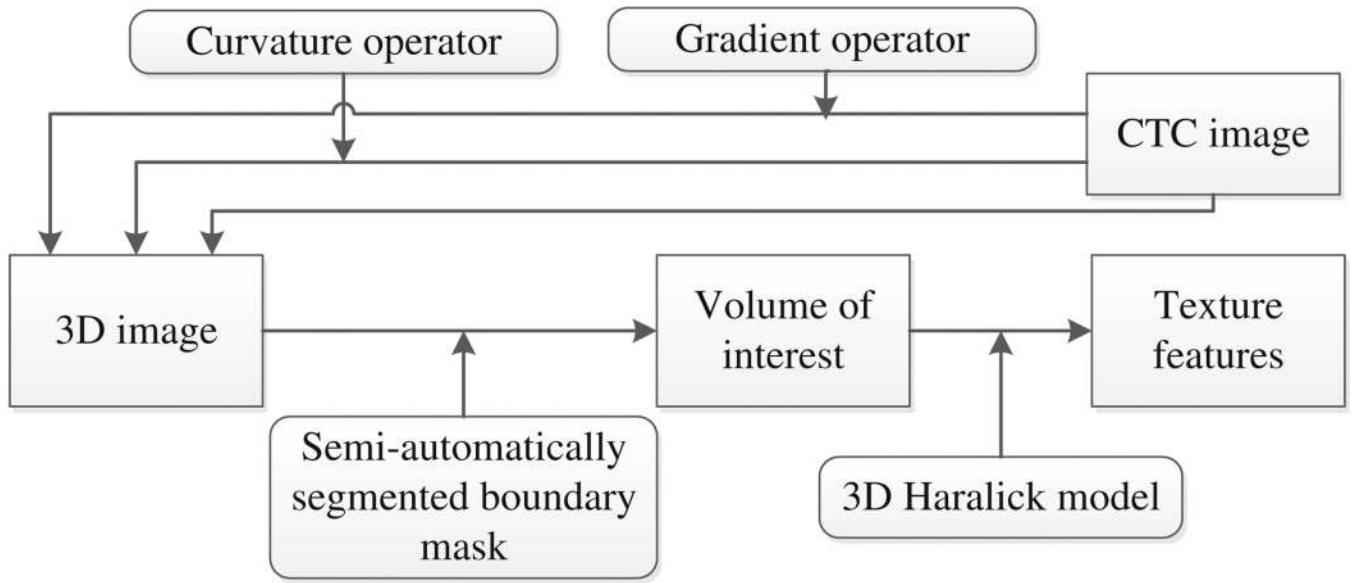 Curvature operator
Gradient operator
CTC image
3D image
Volume of
interest
Texture
features
Semi-automatically
segmented boundary
mask
3D Haralick model